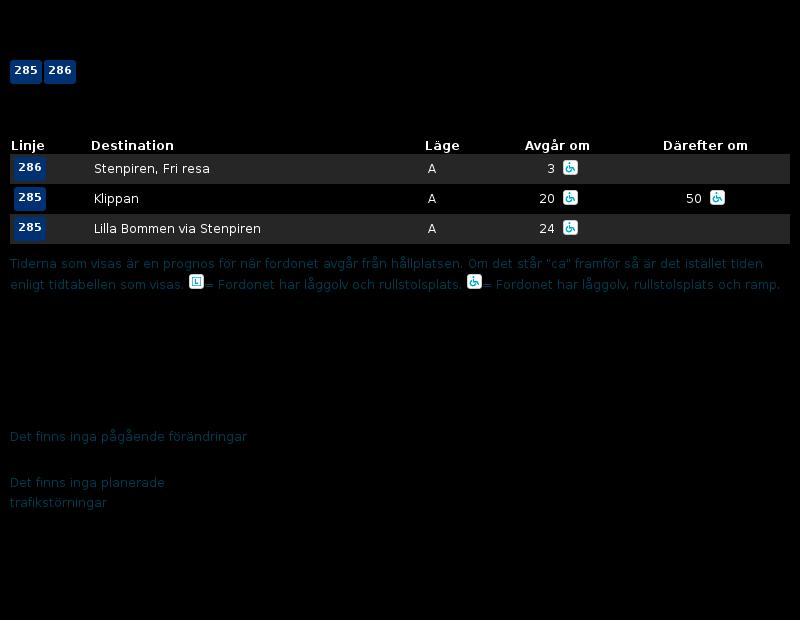 285 286
Linje Destination Läge Avgår om Därefter om
286 Stenpiren, Fri resa A 3
285 Klippan A 20 50
285 Lilla Bommen via Stenpiren A 24
Tiderna som visas är en prognos för när fordonet avgår från hållplatsen. Om det står "ca" framför så är det istället tiden
enligt tidtabellen som visas. L = Fordonet har låggolv och rullstolsplats. = Fordonet har låggolv, rullstolsplats och ramp.
Det finns inga pågående förändringar
Det finns inga planerade
trafikstörningar